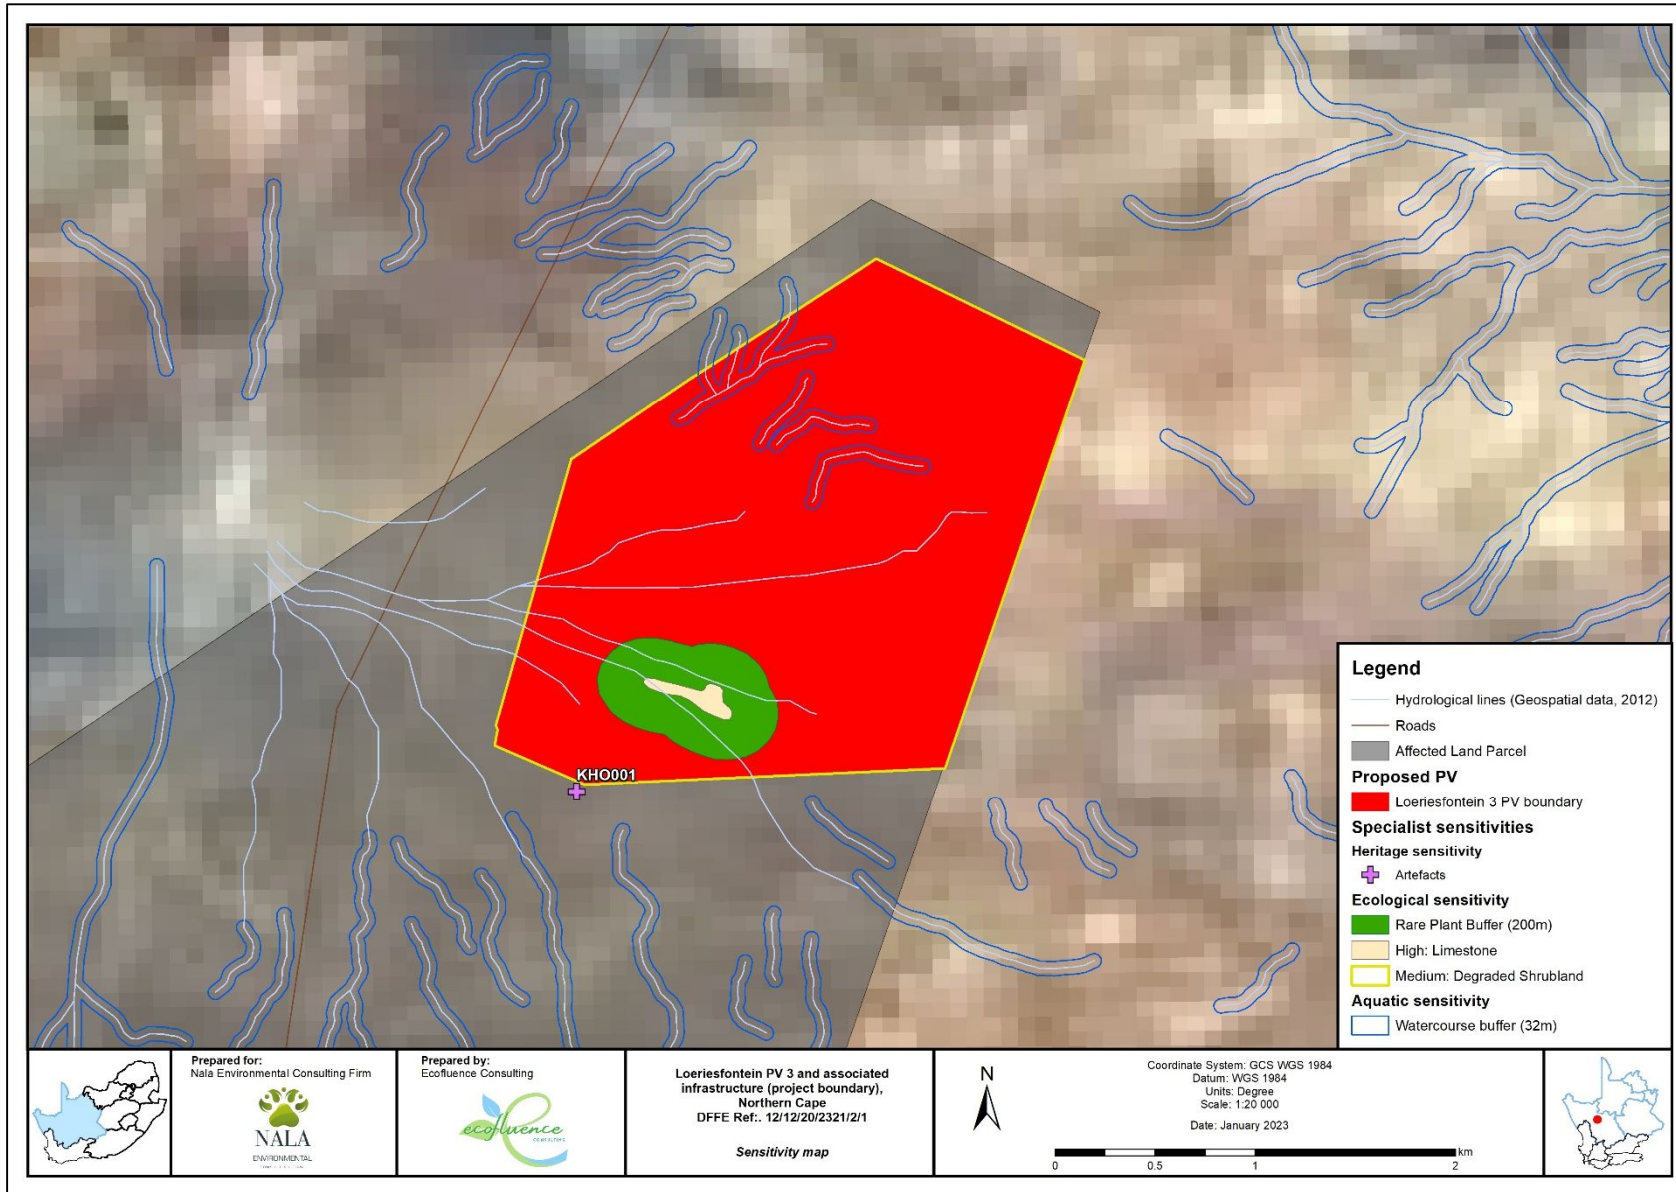 KHO001
Legend
Hydrological lines (Geospatial data, 2012)
Roads
Affected Land Parcel
Proposed PV
Loeriesfontein 3 PV boundary
Specialist sensitivities
Heritage sensitivity
Artefacts
Ecological sensitivity
Rare Plant Buffer (200m)
High: Limestone
Medium: Degraded Shrubland
Aquatic sensitivity
Watercourse buffer (32m)
Prepared for:
Nala Environmental Consulting Firm
NALA
ENVIRONMENTAL
Prepared by:
Ecofluence Consulting
ecofluence
CONSULTING
Loeriesfontein PV 3 and associated
infrastructure (project boundary),
Northern Cape
DFFE Ref:. 12/12/20/2321/2/1
Sensitivity map
N
Coordinate System: GCS WGS 1984
Datum: WGS 1984
Units: Degree
Scale: 1:20 000
Date: January 2023
km
0 0.5 1 2